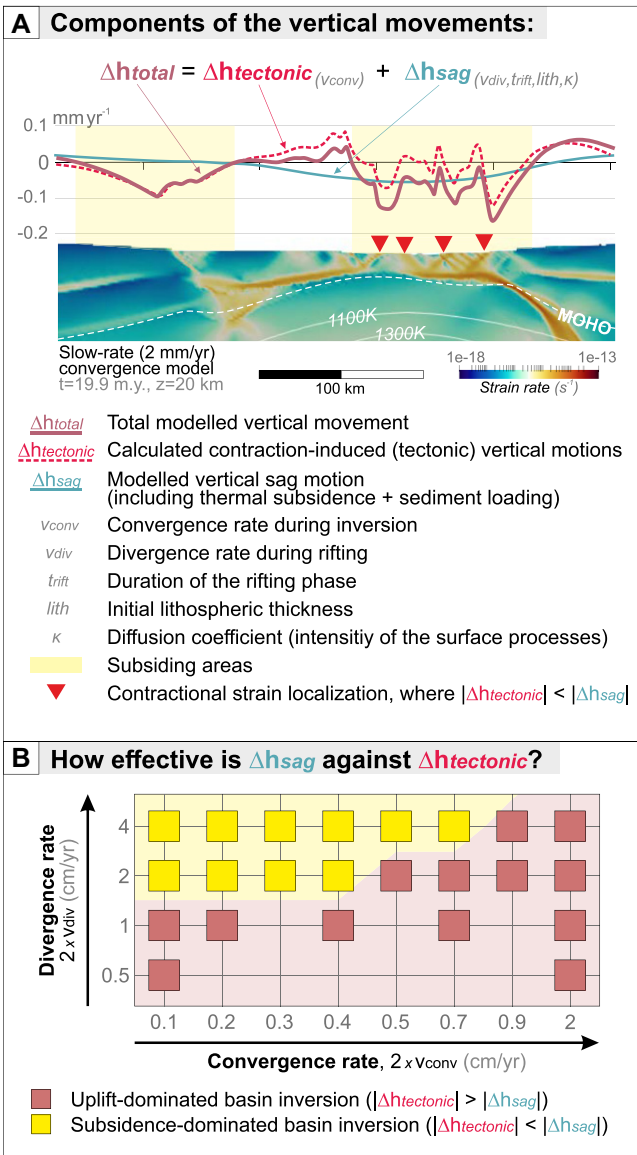 A Components of the vertical movements:
Δhtotal = Δhtectonic(vconv) + Δhsag(vdiv,trift,lith,κ)
mm yr-1
0.1
0
-0.1
-0.2
1100K
1300K
MOHO
Slow-rate (2 mm/yr)
convergence model
t=19.9 m.y., z=20 km
100 km
1e-18
1e-13
Strain rate (s-1)
Δhtotal Total modelled vertical movement
Δhtectonic Calculated contraction-induced (tectonic) vertical motions
Δhsag Modelled vertical sag motion
(including thermal subsidence + sediment loading)
vconv Convergence rate during inversion
vdiv Divergence rate during rifting
trift Duration of the rifting phase
lith Initial lithospheric thickness
κ Diffusion coefficient (intensitiy of the surface processes)
Subsiding areas
Contractional strain localization, where |Δhtectonic| < |Δhsag|
B How effective is Δhsag against Δhtectonic?
Divergence rate
2 x vdiv (cm/yr)
4
2
1
0.5
0.1 0.2 0.3 0.4 0.5 0.7 0.9 2
Convergence rate, 2 x vconv (cm/yr)
Uplift-dominated basin inversion (|Δhtectonic| > |Δhsag|)
Subsidence-dominated basin inversion (|Δhtectonic| < |Δhsag|)